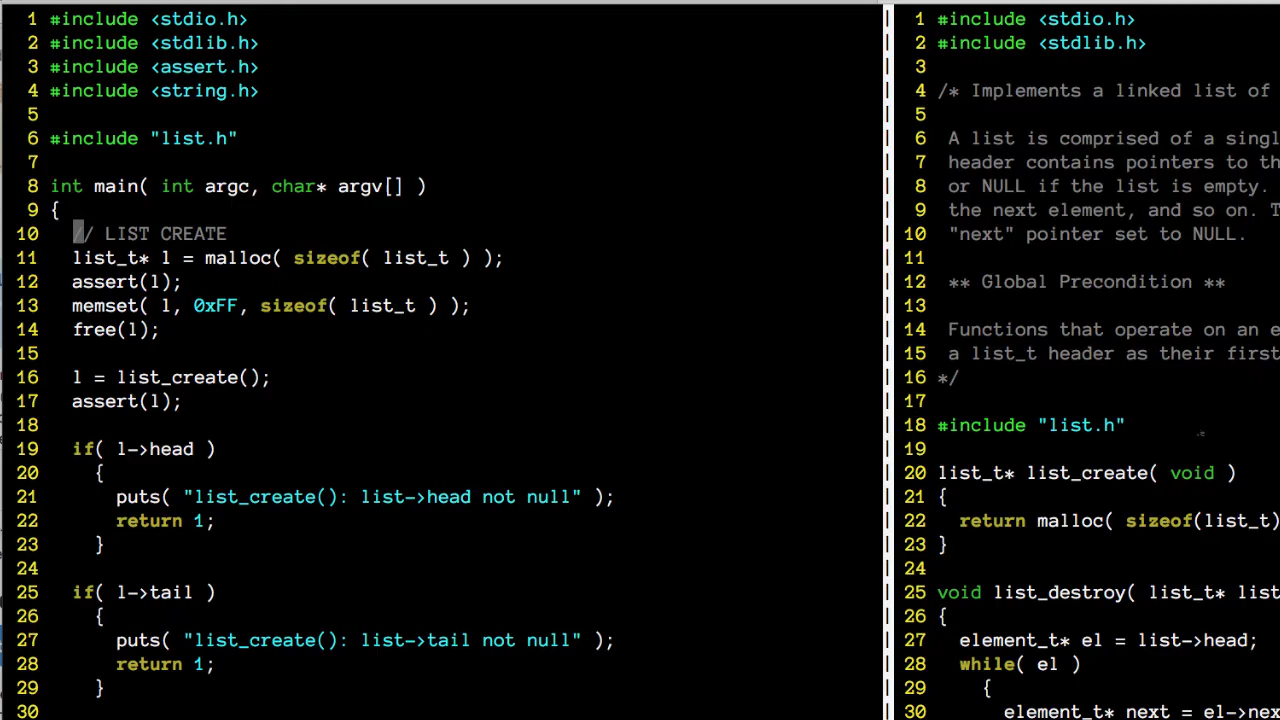 1 #include <stdio.h>
2 #include <stdlib.h>
3 #include <assert.h>
4 #include <string.h>
5
6 #include "list.h"
7
8 int main( int argc, char* argv[] )
9 {
10 // LIST CREATE
11 list_t* l = malloc( sizeof( list_t ) );
12 assert(l);
13 memset( l, 0xFF, sizeof( list_t ) );
14 free(l);
15
16 l = list_create();
17 assert(l);
18
19 if( l->head )
20 {
21 puts( "list_create(): list->head not null" );
22 return 1;
23 }
24
25 if( l->tail )
26 {
27 puts( "list_create(): list->tail not null" );
28 return 1;
29 }
30
1 #include <stdio.h>
2 #include <stdlib.h>
3
4 /* Implements a linked list of
5
6 A list is comprised of a singl
7 header contains pointers to th
8 or NULL if the list is empty.
9 the next element, and so on. T
10 "next" pointer set to NULL.
11
12 ** Global Precondition **
13
14 Functions that operate on an e
15 a list_t header as their first
16 */
17
18 #include "list.h"
19
20 list_t* list_create( void )
21 {
22 return malloc( sizeof(list_t)
23 }
24
25 void list_destroy( list_t* list
26 {
27 element_t* el = list->head;
28 while( el )
29 {
30 element_t* next = el->nex